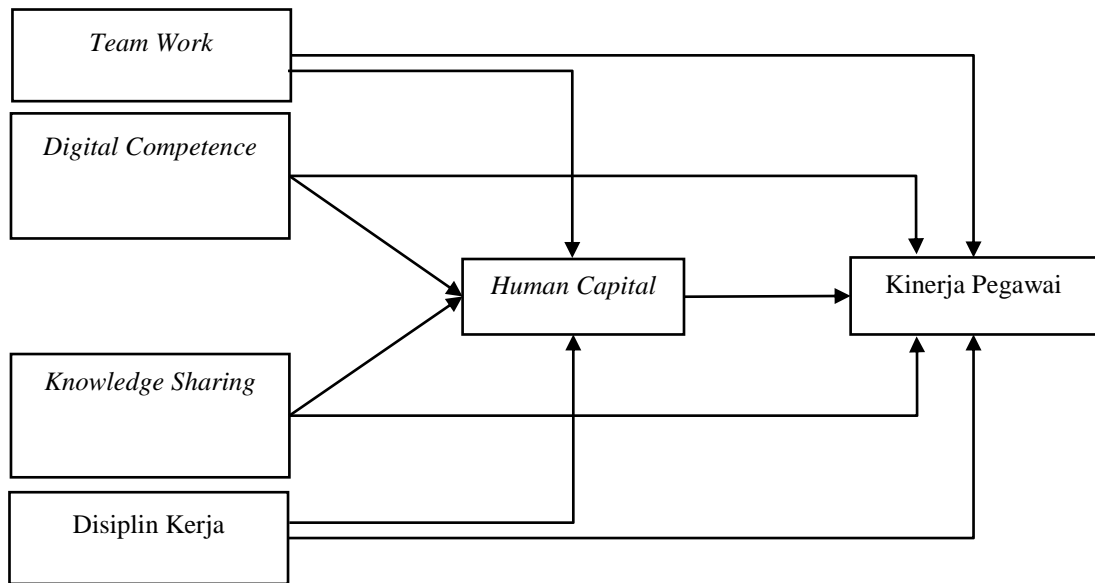 Team Work
Digital Competence
Human Capital
Kinerja Pegawai
Knowledge Sharing
Disiplin Kerja